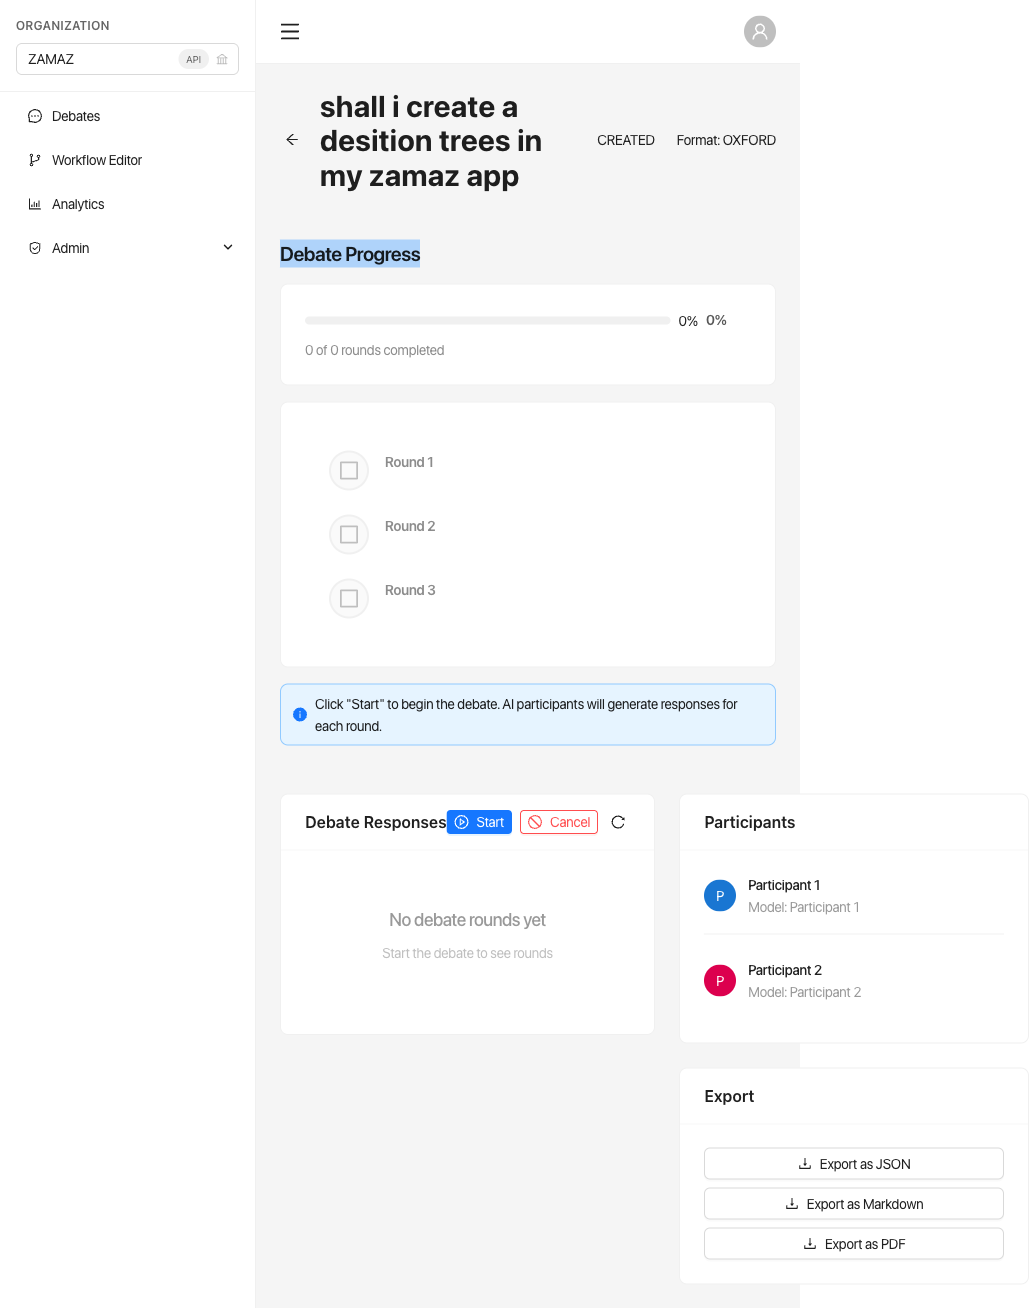 ORGANIZATION
ZAMAZ
API
Debates
Workflow Editor
Analytics
Admin
shall i create a
desition trees in
my zamaz app
CREATED
Format: OXFORD
Debate Progress
0% 0%
0 of 0 rounds completed
Round 1
Round 2
Round 3
Click "Start" to begin the debate. AI participants will generate responses for
each round.
Debate Responses
Start
Cancel
No debate rounds yet
Start the debate to see rounds
Participants
P
Participant 1
Model: Participant 1
P
Participant 2
Model: Participant 2
Export
Export as JSON
Export as Markdown
Export as PDF